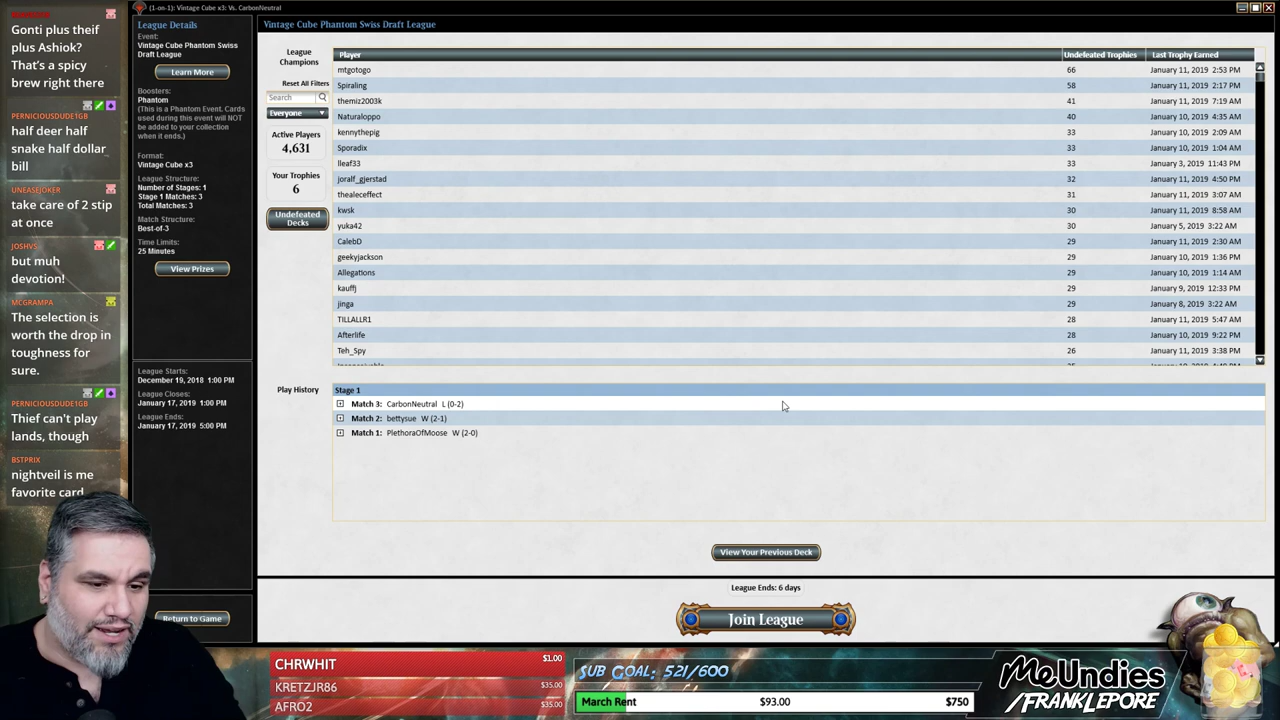 Gonti plus theif
plus Ashiok?
That's a spicy
brew right there
PERNICIOUSDUDE1GB
half deer half
snake half dollar
bill
UNEASEJOKER
take care of 2 stip
at once
JOSHVS
but muh
devotion!
MCGRAMPA
The selection is
worth the drop in
toughness for
sure.
PERNICIOUSDUDE1GB
Thief can't play
lands, though
BSTPRIX
nightveil is me
favorite card
(1-on-1): Vintage Cube x3: Vs. CarbonNeutral
League Details
Event:
Vintage Cube Phantom Swiss
Draft League
Learn More
Boosters:
Phantom
(This is a Phantom Event. Cards
used during this event will NOT
be added to your collection
when it ends.)
Format:
Vintage Cube x3
League Structure:
Number of Stages: 1
Stage 1 Matches: 3
Total Matches: 3
Match Structure:
Best-of-3
Time Limits:
25 Minutes
View Prizes
League Starts:
December 19, 2018 1:00 PM
League Closes:
January 17, 2019 1:00 PM
League Ends:
January 17, 2019 5:00 PM
Return to Game
Vintage Cube Phantom Swiss Draft League
League
Champions
Reset All Filters
Search
Everyone
Active Players
4,631
Your Trophies
6
Undefeated
Decks
Player Undefeated Trophies Last Trophy Earned
mtgotogo 66 January 11, 2019 2:53 PM
Spiraling 58 January 11, 2019 2:17 PM
themiz2003k 41 January 11, 2019 7:19 AM
Naturaloppo 40 January 10, 2019 4:35 AM
kennythepig 33 January 10, 2019 2:09 AM
Sporadix 33 January 10, 2019 1:04 AM
lleaf33 33 January 3, 2019 11:43 PM
joralf_gjerstad 32 January 11, 2019 4:50 PM
thealeceffect 31 January 11, 2019 3:07 AM
kwsk 30 January 11, 2019 8:58 AM
yuka42 30 January 5, 2019 3:22 AM
CalebD 29 January 11, 2019 2:30 AM
geekyjackson 29 January 10, 2019 1:36 PM
Allegations 29 January 10, 2019 1:14 AM
kauffj 29 January 9, 2019 12:33 PM
jinga 29 January 8, 2019 3:22 AM
TILLALLR1 28 January 11, 2019 5:47 AM
Afterlife 28 January 10, 2019 9:22 PM
Teh_Spy 26 January 11, 2019 3:38 PM
Play History
Stage 1
Match 3: CarbonNeutral L (0-2)
Match 2: bettysue W (2-1)
Match 1: PlethoraOfMoose W (2-0)
View Your Previous Deck
League Ends: 6 days
Join League
CHRWHIT $1.00
KRETZJR86 $35.00
AFRO2 $35.00
SUB GOAL: 521/600
March Rent $93.00 $750
MeUndies
/FRANKLEPORE